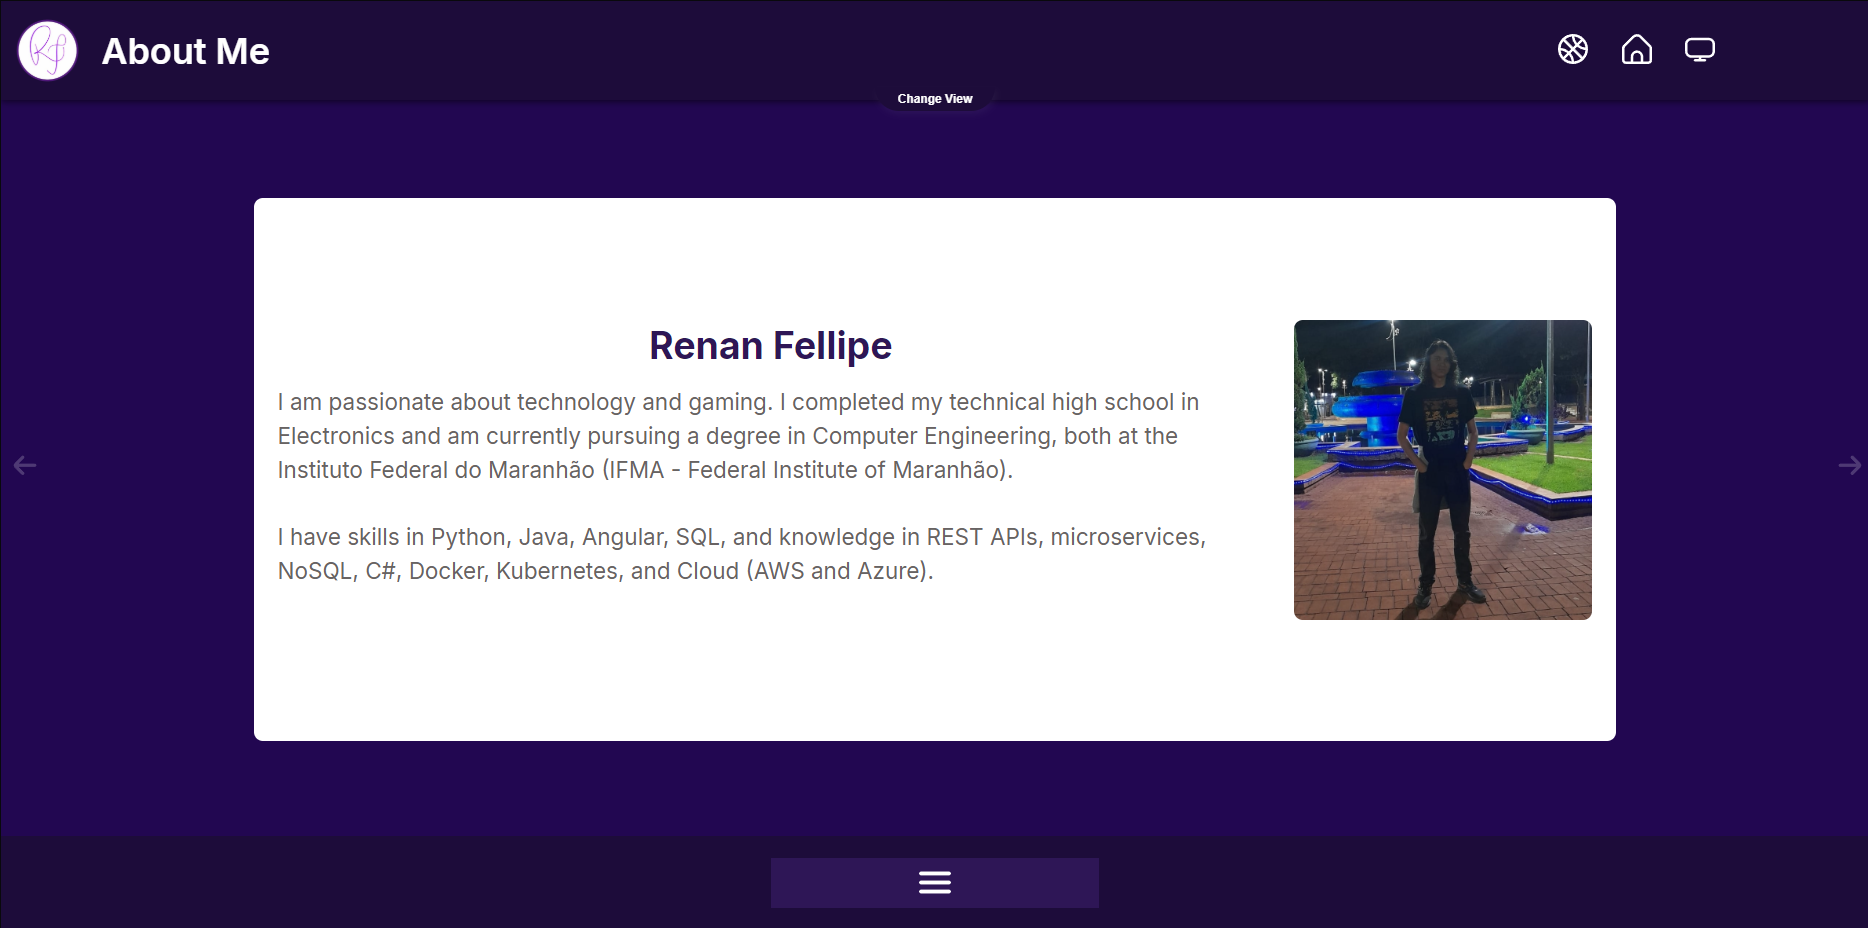 Rf
About Me
Change View
Renan Fellipe
I am passionate about technology and gaming. I completed my technical high school in
Electronics and am currently pursuing a degree in Computer Engineering, both at the
Instituto Federal do Maranhão (IFMA - Federal Institute of Maranhão).
I have skills in Python, Java, Angular, SQL, and knowledge in REST APIs, microservices,
NoSQL, C#, Docker, Kubernetes, and Cloud (AWS and Azure).